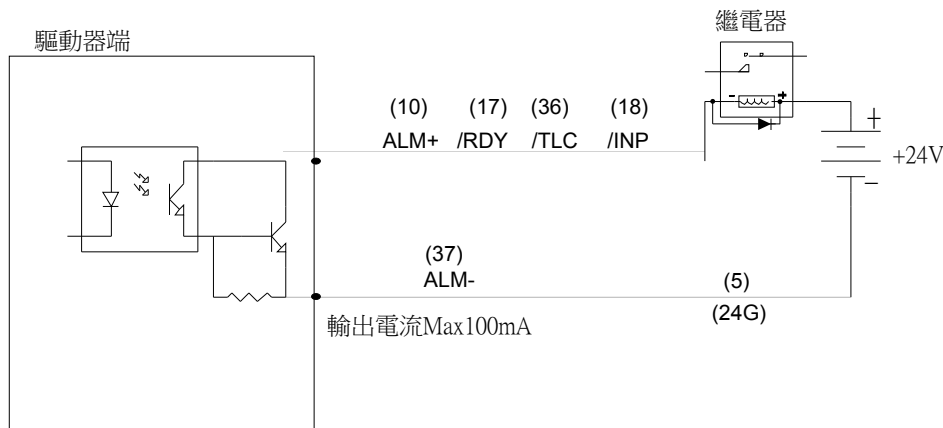 繼電器
驅動器端
- +
(10) (17) (36) (18)
ALM+ /RDY /TLC /INP
+
+24V
-
(37)
ALM-
(5)
(24G)
輸出電流Max100mA